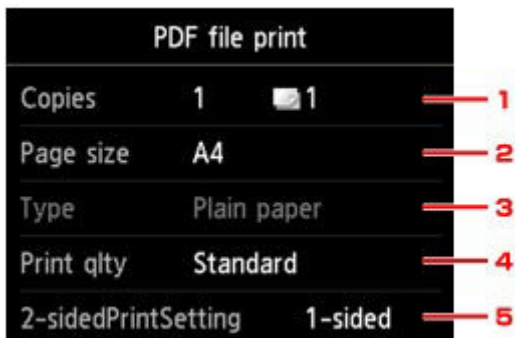 PDF file print
Copies 1 1 1
Page size A4 2
Type Plain paper 3
Print qlty Standard 4
2-sidedPrintSetting 1-sided 5